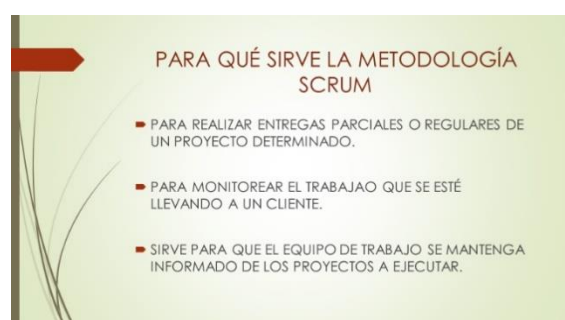 PARA QUÉ SIRVE LA METODOLOGÍA
SCRUM
PARA REALIZAR ENTREGAS PARCIALES O REGULARES DE
UN PROYECTO DETERMINADO.
PARA MONITOREAR EL TRABAJAO QUE SE ESTÉ
LLEVANDO A UN CLIENTE.
SIRVE PARA QUE EL EQUIPO DE TRABAJO SE MANTENGA
INFORMADO DE LOS PROYECTOS A EJECUTAR.